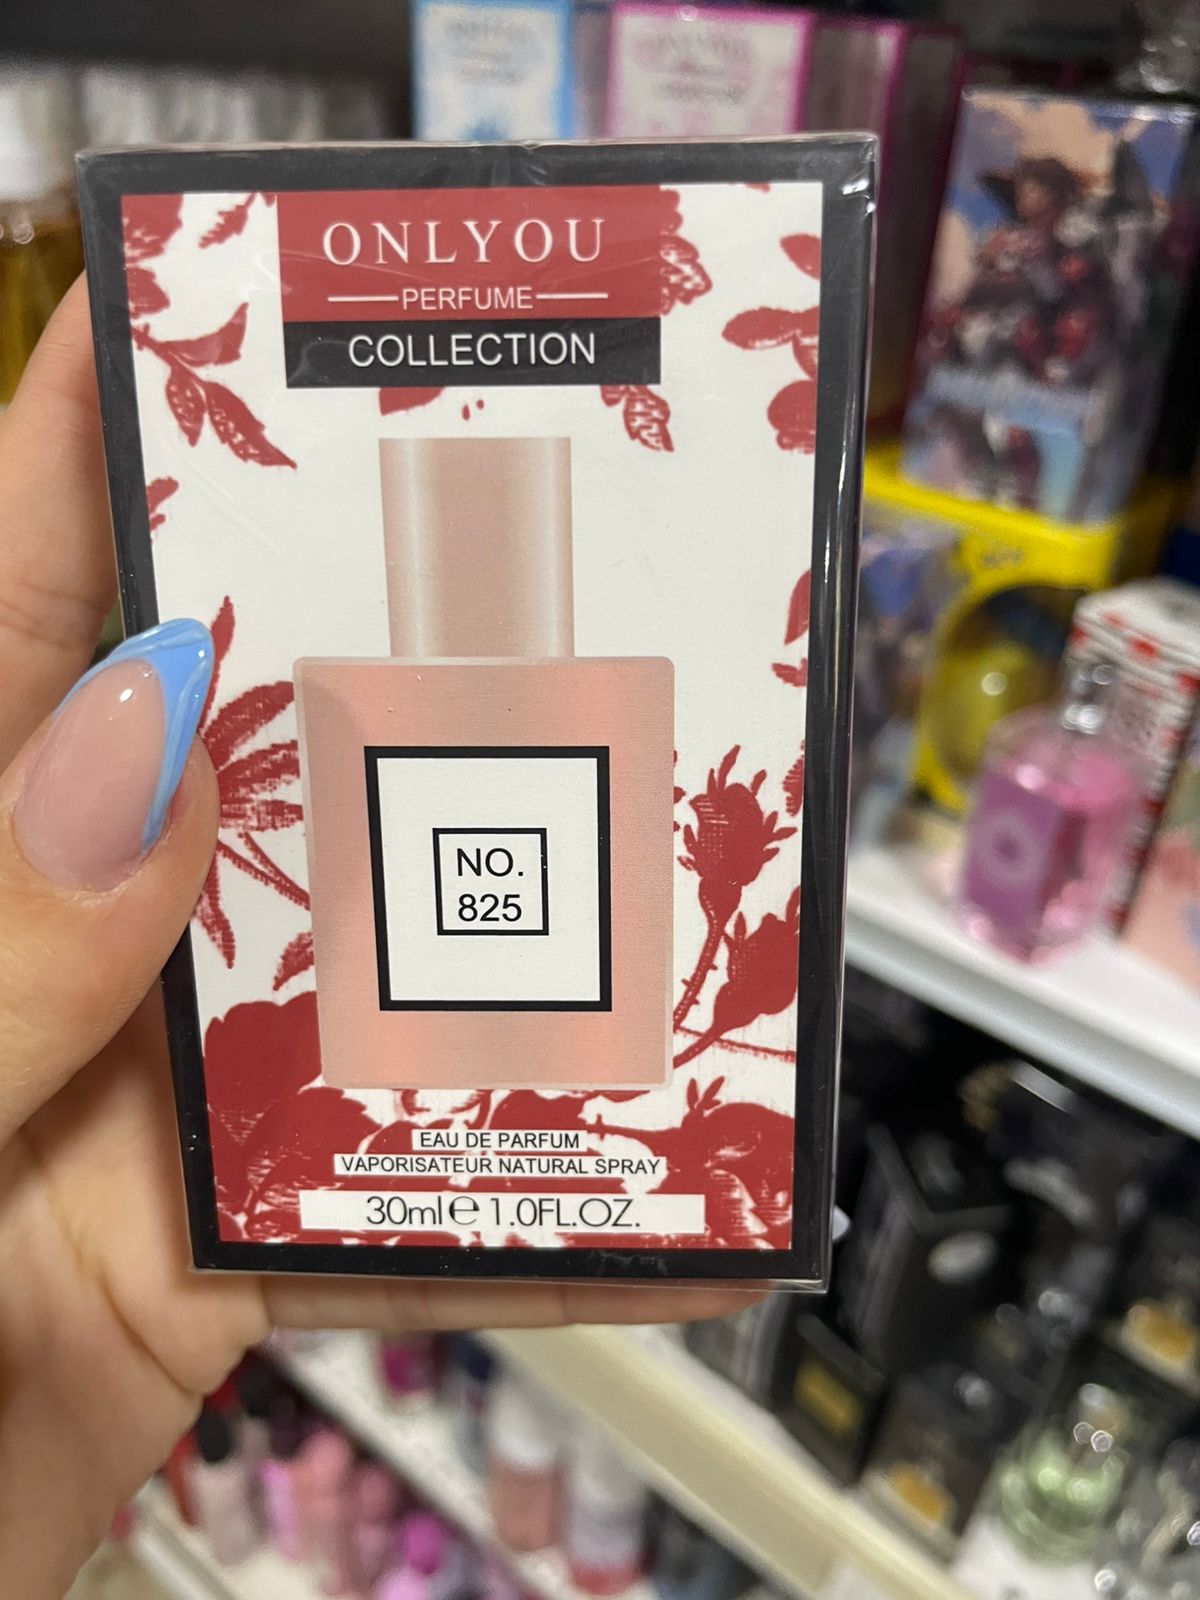 ONLYOU
PERFUME
COLLECTION
NO.
825
EAU DE PARFUM
VAPORISATEUR NATURAL SPRAY
30ml℮1.0FL.OZ.